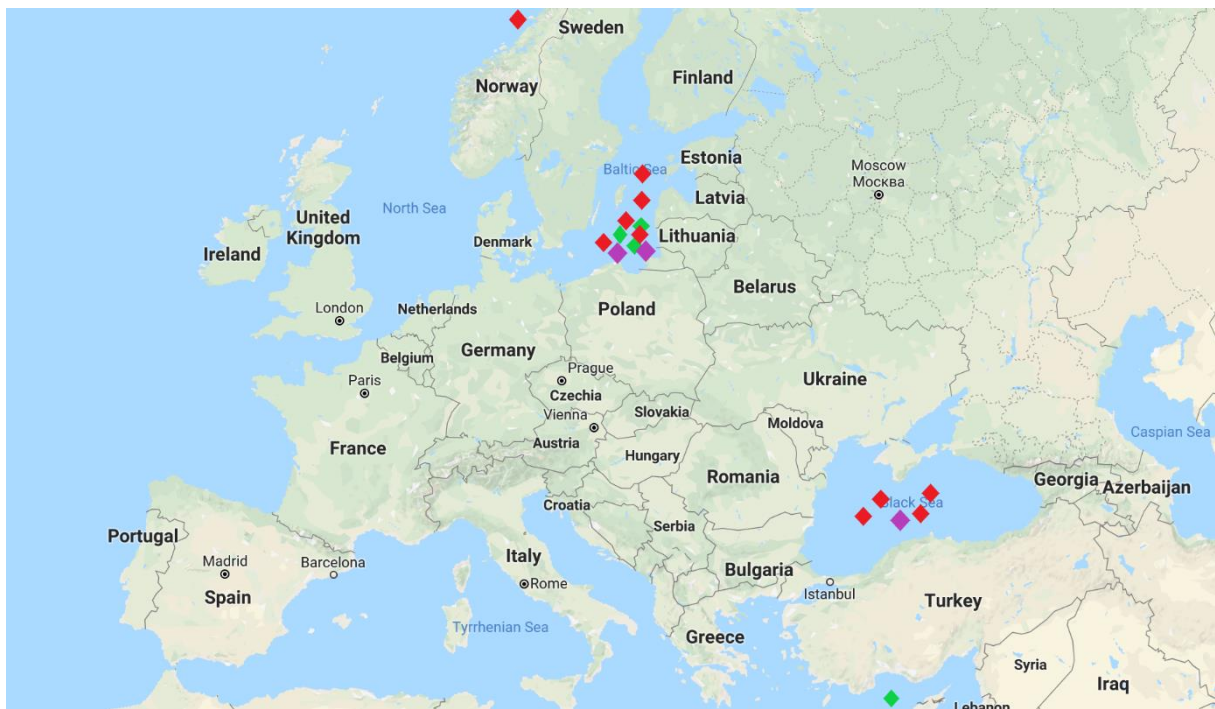 Sweden
Norway
Finland
Baltic Sea
Estonia
Moscow
Москва
Latvia
North Sea
United
Kingdom
Denmark
Lithuania
Ireland
Belarus
London
Netherlands
Poland
Belgium
Germany
Prague
Paris
Czechia
Ukraine
Vienna
Slovakia
Moldova
Austria
Caspian Sea
France
Hungary
Romania
Georgia
Azerbaijan
Croatia
Black Sea
Serbia
Portugal
Madrid
Barcelona
Italy
Rome
Bulgaria
Istanbul
Spain
Turkey
Tyrrhenian Sea
Greece
Syria
Iraq
Lebanon